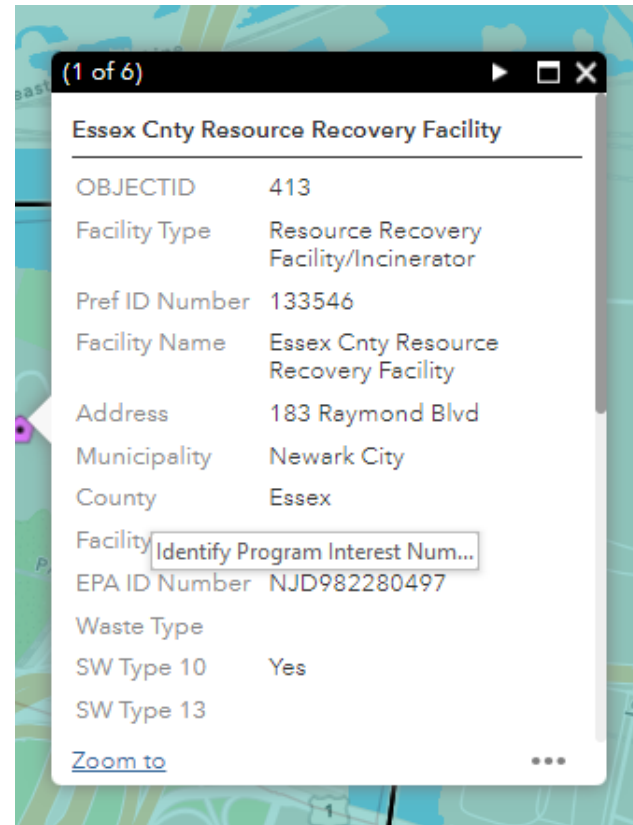 east
(1 of 6)
Essex Cnty Resource Recovery Facility
OBJECTID 413
Facility Type Resource Recovery
Facility/Incinerator
Pref ID Number 133546
Facility Name Essex Cnty Resource
Recovery Facility
Address 183 Raymond Blvd
Municipality Newark City
County Essex
Facility
Identify Program Interest Num...
EPA ID Number NJD982280497
Waste Type
SW Type 10 Yes
SW Type 13
Zoom to
1